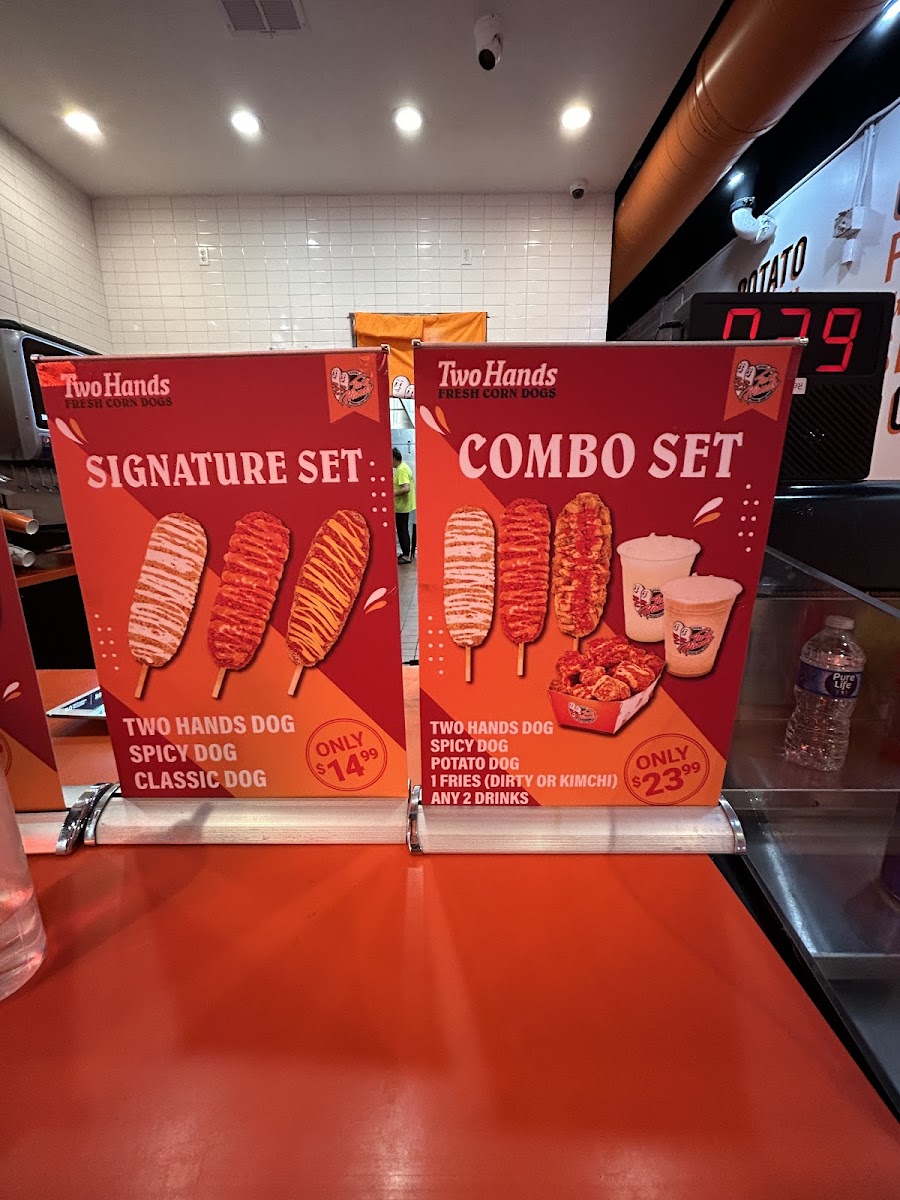 POTATO
029
Two Hands
FRESH CORN DOGS
SIGNATURE SET
TWO HANDS DOG
SPICY DOG
CLASSIC DOG
ONLY
$14.99
Two Hands
FRESH CORN DOGS
COMBO SET
TWO HANDS DOG
SPICY DOG
POTATO DOG
1 FRIES (DIRTY OR KIMCHI)
ANY 2 DRINKS
ONLY
$23.99
Pure
Life